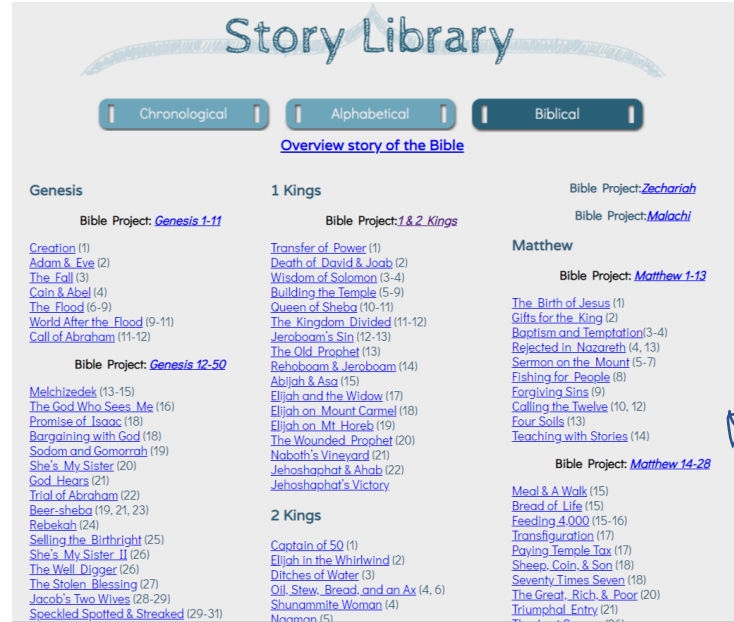 Story Library
Chronological
Alphabetical
Biblical
Overview story of the Bible
Genesis
Bible Project: Genesis 1-11
Creation (1)
Adam & Eve (2)
The Fall (3)
Cain & Abel (4)
The Flood (6-9)
World After the Flood (9-11)
Call of Abraham (11-12)
Bible Project: Genesis 12-50
Melchizedek (13-15)
The God Who Sees Me (16)
Promise of Isaac (18)
Bargaining with God (18)
Sodom and Gomorrah (19)
She's My Sister (20)
God Hears (21)
Trial of Abraham (22)
Beer-sheba (19, 21, 23)
Rebekah (24)
Selling the Birthright (25)
She's My Sister II (26)
The Well Digger (26)
The Stolen Blessing (27)
Jacob's Two Wives (28-29)
Speckled Spotted & Streaked (29-31)
1 Kings
Bible Project:1 & 2 Kings
Transfer of Power (1)
Death of David & Joab (2)
Wisdom of Solomon (3-4)
Building the Temple (5-9)
Queen of Sheba (10-11)
The Kingdom Divided (11-12)
Jeroboam's Sin (12-13)
The Old Prophet (13)
Rehoboam & Jeroboam (14)
Abijah & Asa (15)
Elijah and the Widow (17)
Elijah on Mount Carmel (18)
Elijah on Mt Horeb (19)
The Wounded Prophet (20)
Naboth's Vineyard (21)
Jehoshaphat & Ahab (22)
Jehoshaphat's Victory
2 Kings
Captain of 50 (1)
Elijah in the Whirlwind (2)
Ditches of Water (3)
Oil, Stew, Bread, and an Ax (4, 6)
Shunammite Woman (4)
Naaman (5)
Bible Project:Zechariah
Bible Project:Malachi
Matthew
Bible Project: Matthew 1-13
The Birth of Jesus (1)
Gifts for the King (2)
Baptism and Temptation(3-4)
Rejected in Nazareth (4, 13)
Sermon on the Mount (5-7)
Fishing for People (8)
Forgiving Sins (9)
Calling the Twelve (10, 12)
Four Soils (13)
Teaching with Stories (14)
Bible Project: Matthew 14-28
Meal & A Walk (15)
Bread of Life (15)
Feeding 4,000 (15-16)
Transfiguration (17)
Paying Temple Tax (17)
Sheep, Coin, & Son (18)
Seventy Times Seven (18)
The Great, Rich, & Poor (20)
Triumphal Entry (21)